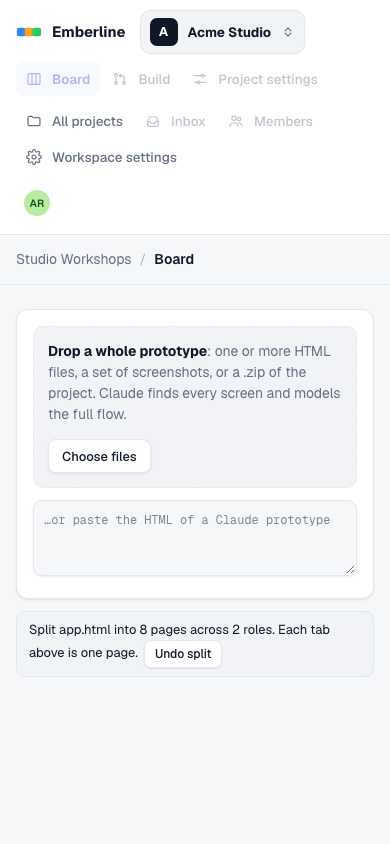 Emberline
A Acme Studio
Board Build Project settings
All projects Inbox Members
Workspace settings
AR
Studio Workshops / Board
Drop a whole prototype: one or more HTML
files, a set of screenshots, or a .zip of the
project. Claude finds every screen and models
the full flow.
Choose files
…or paste the HTML of a Claude prototype
Split app.html into 8 pages across 2 roles. Each tab
above is one page. Undo split